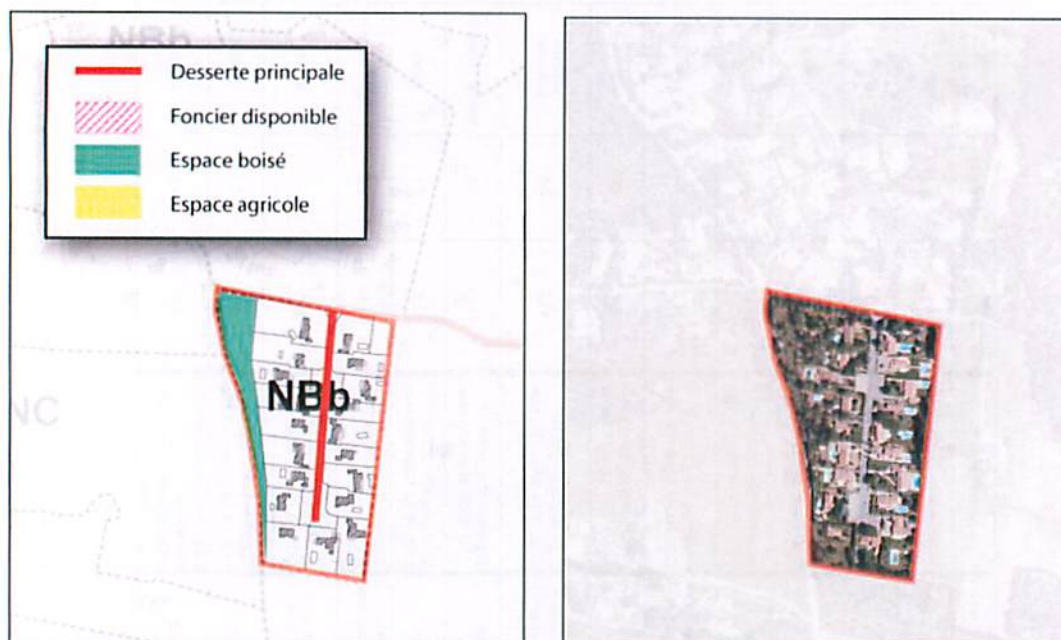 NBb
Desserte principale
Foncier disponible
Espace boisé
Espace agricole
NBb
NC